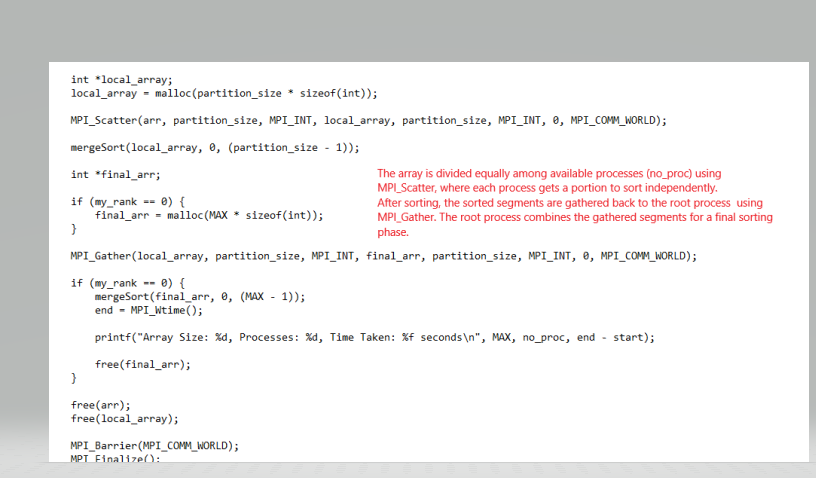 int *local_array;
local_array = malloc(partition_size * sizeof(int));
MPI_Scatter(arr, partition_size, MPI_INT, local_array, partition_size, MPI_INT, 0, MPI_COMM_WORLD);
mergeSort(local_array, 0, (partition_size - 1));
int *final_arr;
if (my_rank == 0) {
    final_arr = malloc(MAX * sizeof(int));
}
The array is divided equally among available processes (no_proc) using
MPI_Scatter, where each process gets a portion to sort independently.
After sorting, the sorted segments are gathered back to the root process  using
MPI_Gather. The root process combines the gathered segments for a final sorting
phase.
MPI_Gather(local_array, partition_size, MPI_INT, final_arr, partition_size, MPI_INT, 0, MPI_COMM_WORLD);
if (my_rank == 0) {
    mergeSort(final_arr, 0, (MAX - 1));
    end = MPI_Wtime();
    printf("Array Size: %d, Processes: %d, Time Taken: %f seconds\n", MAX, no_proc, end - start);
    free(final_arr);
}
free(arr);
free(local_array);
MPI_Barrier(MPI_COMM_WORLD);
MPI_Finalize();